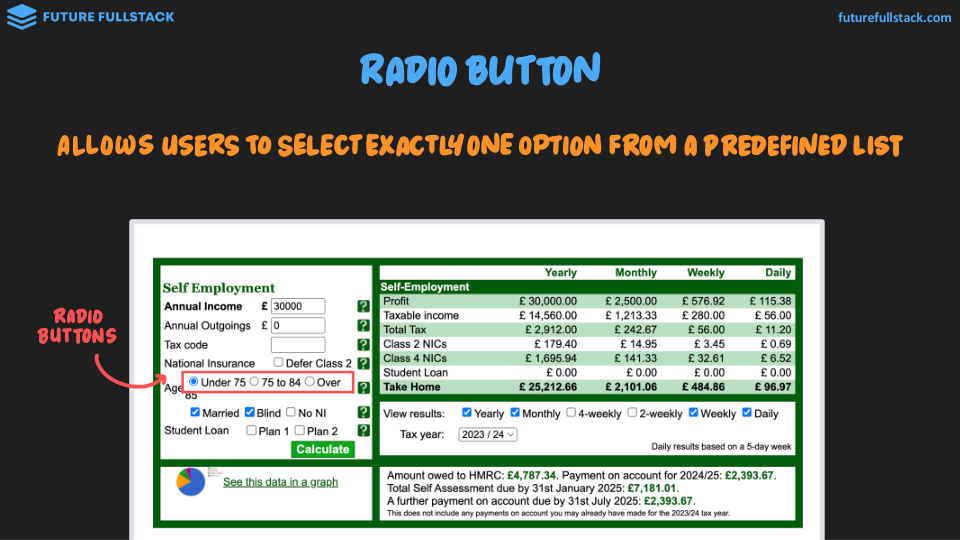 FUTURE FULLSTACK
futurefullstack.com
RADIO BUTTON
ALLOWS USERS TO SELECT EXACTLY ONE OPTION FROM A PREDEFINED LIST
RADIO
BUTTONS
Self Employment
Annual Income £ 30000 ?
Annual Outgoings £ 0 ?
Tax code ?
National Insurance Defer Class 2 ?
Age Under 75 75 to 84 Over ?
85
Married Blind No NI ?
Student Loan Plan 1 Plan 2 ?
Calculate
See this data in a graph
Yearly Monthly Weekly Daily
Self-Employment
Profit £ 30,000.00 £ 2,500.00 £ 576.92 £ 115.38
Taxable income £ 14,560.00 £ 1,213.33 £ 280.00 £ 56.00
Total Tax £ 2,912.00 £ 242.67 £ 56.00 £ 11.20
Class 2 NICs £ 179.40 £ 14.95 £ 3.45 £ 0.69
Class 4 NICs £ 1,695.94 £ 141.33 £ 32.61 £ 6.52
Student Loan £ 0.00 £ 0.00 £ 0.00 £ 0.00
Take Home £ 25,212.66 £ 2,101.06 £ 484.86 £ 96.97
View results: Yearly Monthly 4-weekly 2-weekly Weekly Daily
Tax year: 2023 / 24
Daily results based on a 5-day week
Amount owed to HMRC: £4,787.34. Payment on account for 2024/25: £2,393.67.
Total Self Assessment due by 31st January 2025: £7,181.01.
A further payment on account due by 31st July 2025: £2,393.67.
This does not include any payments on account you may already have made for the 2023/24 tax year.